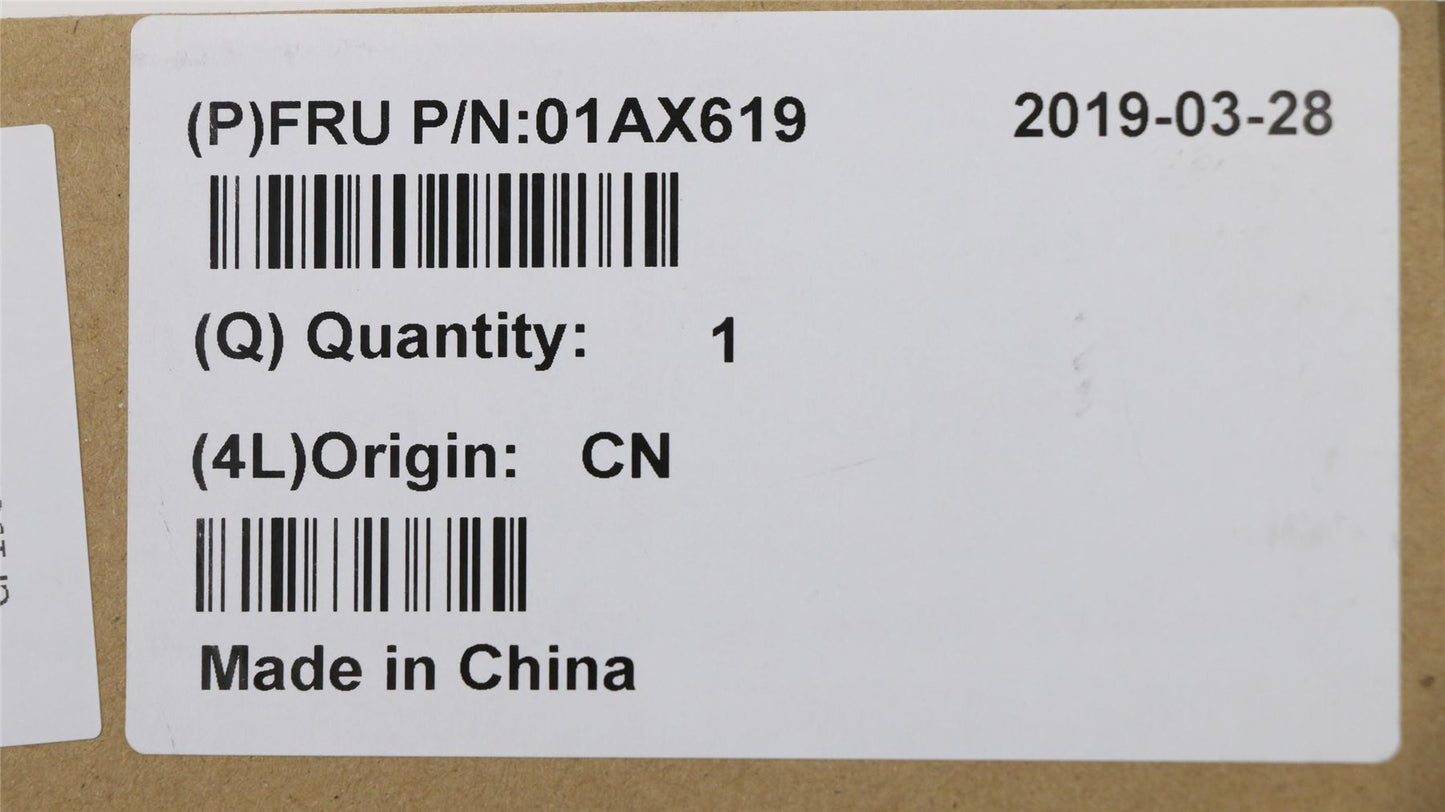 (P)FRU P/N:01AX619 2019-03-28
(Q) Quantity: 1
(4L)Origin: CN
Made in China